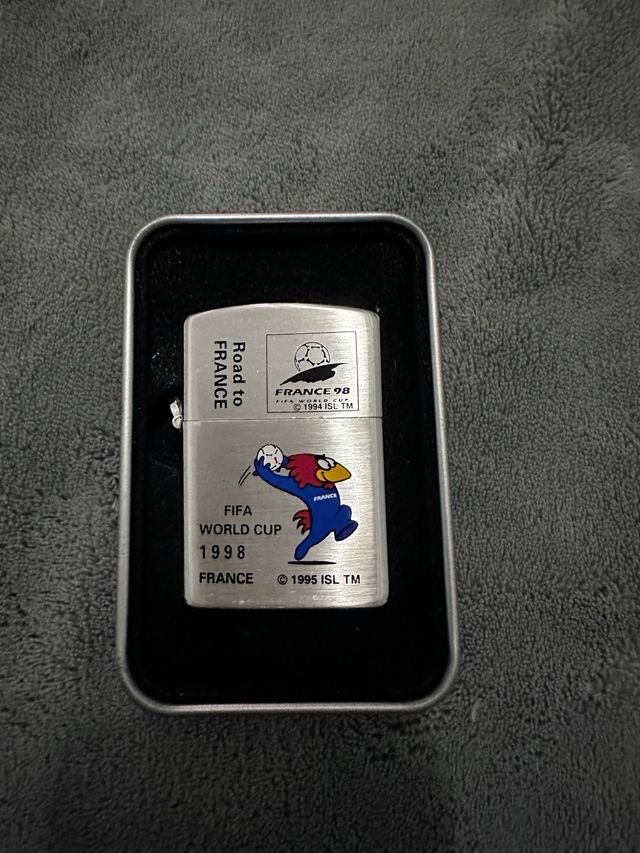 Road to
FRANCE
FRANCE 98
FIFA WORLD CUP
© 1994 ISL TM
FRANCE
FIFA
WORLD CUP
1998
FRANCE
© 1995 ISL TM